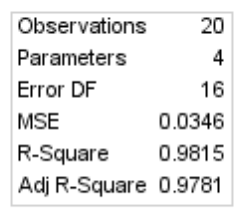 Observations 20
Parameters 4
Error DF 16
MSE 0.0346
R-Square 0.9815
Adj R-Square 0.9781